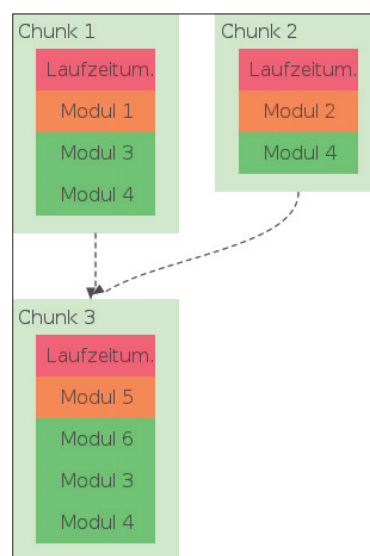 Chunk 1
Laufzeitum.
Modul 1
Modul 3
Modul 4
Chunk 2
Laufzeitum.
Modul 2
Modul 4
Chunk 3
Laufzeitum.
Modul 5
Modul 6
Modul 3
Modul 4